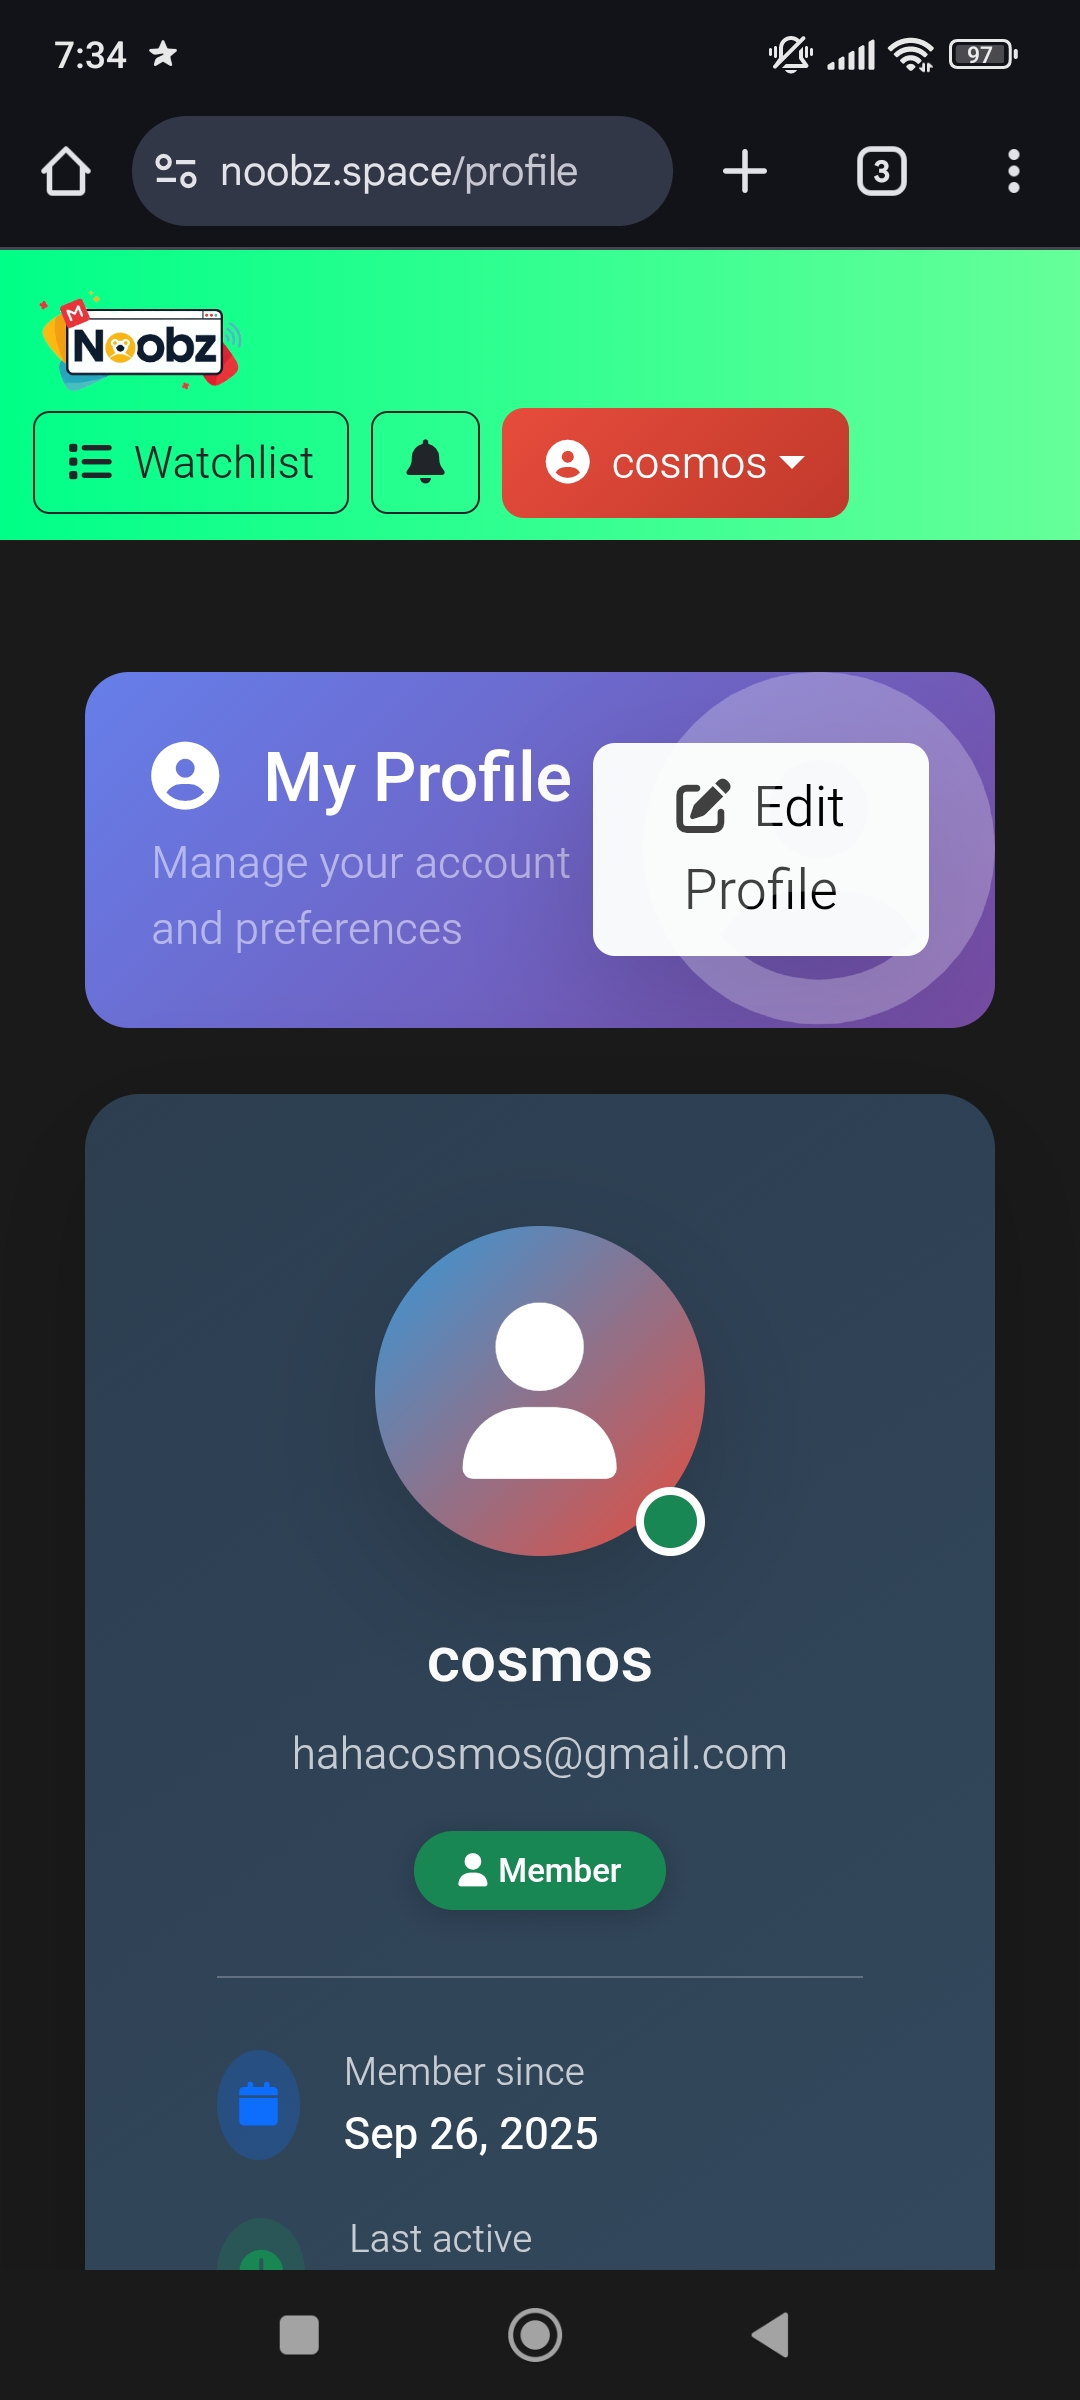 7:34
97
noobz.space/profile
3
M
Noobz
Watchlist
cosmos
My Profile
Manage your account
and preferences
Edit
Profile
cosmos
hahacosmos@gmail.com
Member
Member since
Sep 26, 2025
Last active